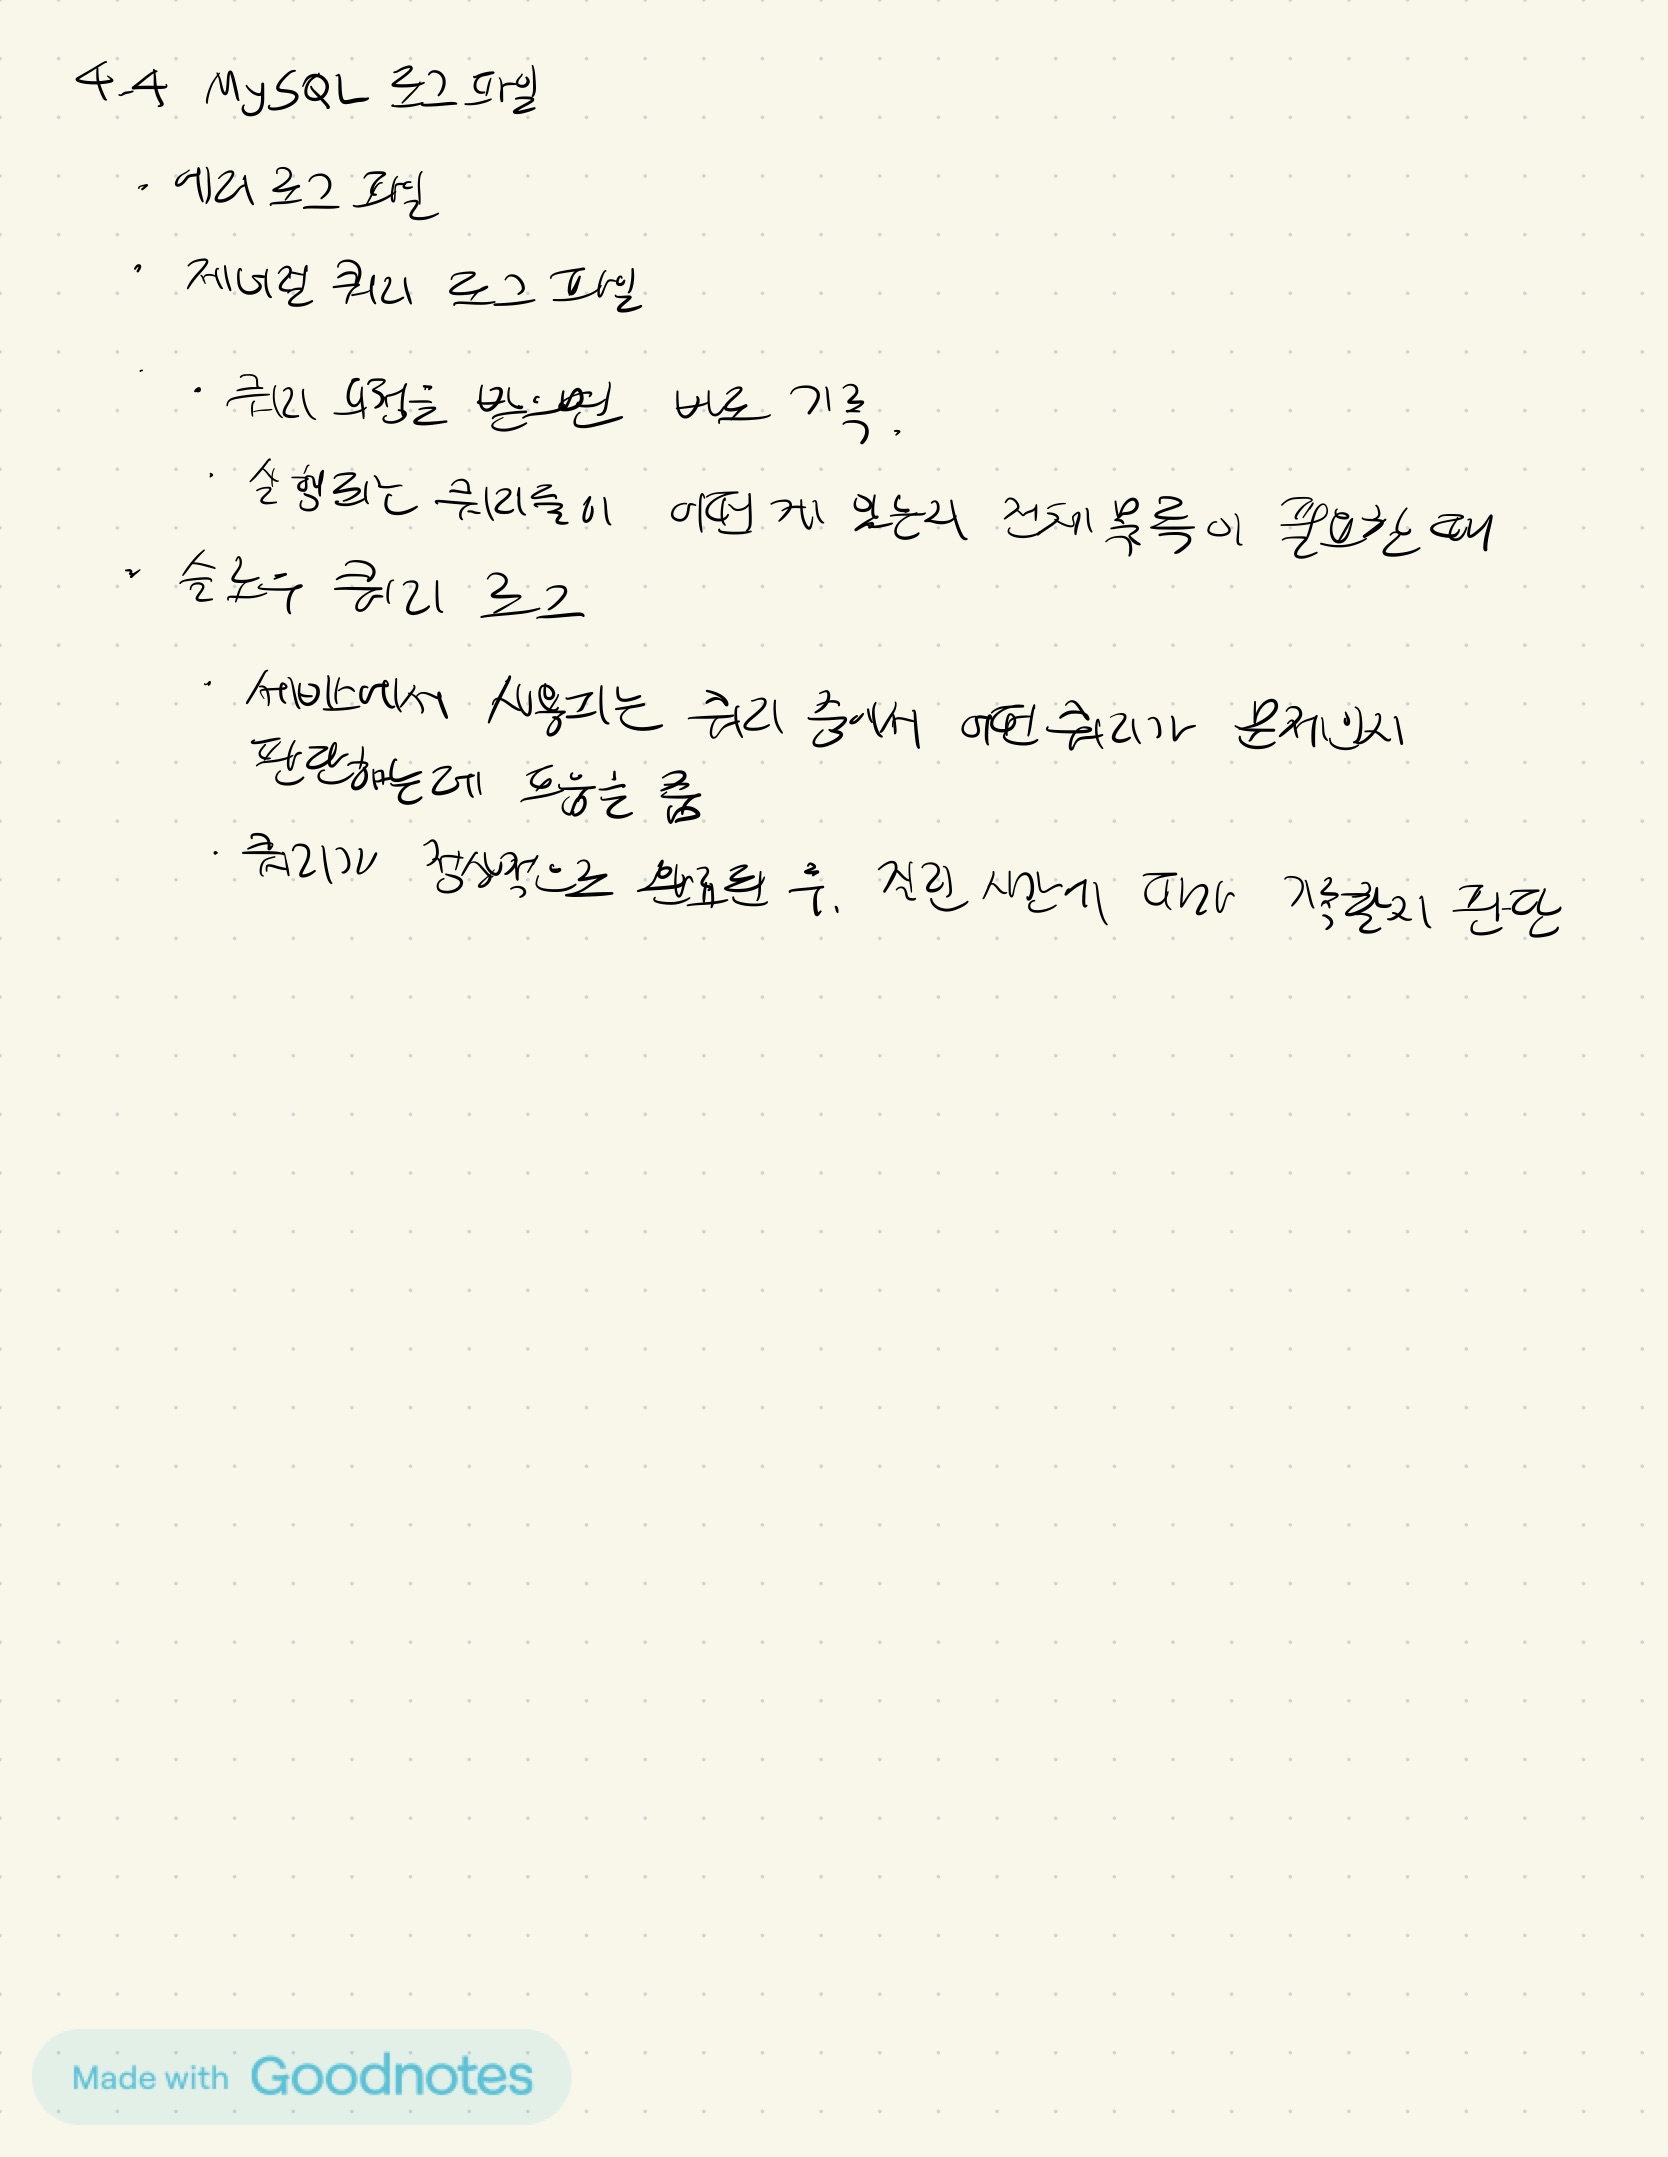 4.4 MySQL 로그 파일
· 에러 로그 파일
· 제너럴 쿼리 로그 파일
· 쿼리 요청을 받으면 바로 기록.
· 실행되는 쿼리들이 어떤 게 있는지 전체 목록이 필요한 때
· 슬로우 쿼리 로그
· 서비스에서 사용되는 쿼리 중에서 어떤 쿼리가 문제인지
판단하는데 도움을 줌
· 쿼리가 정상적으로 완료된 후, 걸린 시간에 따라 기록할지 판단
Made with Goodnotes